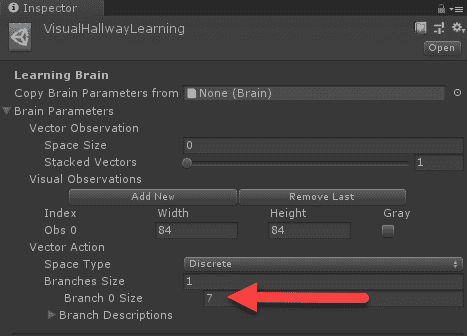 Inspector
VisualHallwayLearning
Open
Learning Brain
Copy Brain Parameters from None (Brain)
Brain Parameters
Vector Observation
Space Size 0
Stacked Vectors 1
Visual Observations
Add New Remove Last
Index Width Height Gray
Obs 0 84 84
Vector Action
Space Type Discrete
Branches Size 1
Branch 0 Size 7
Branch Descriptions